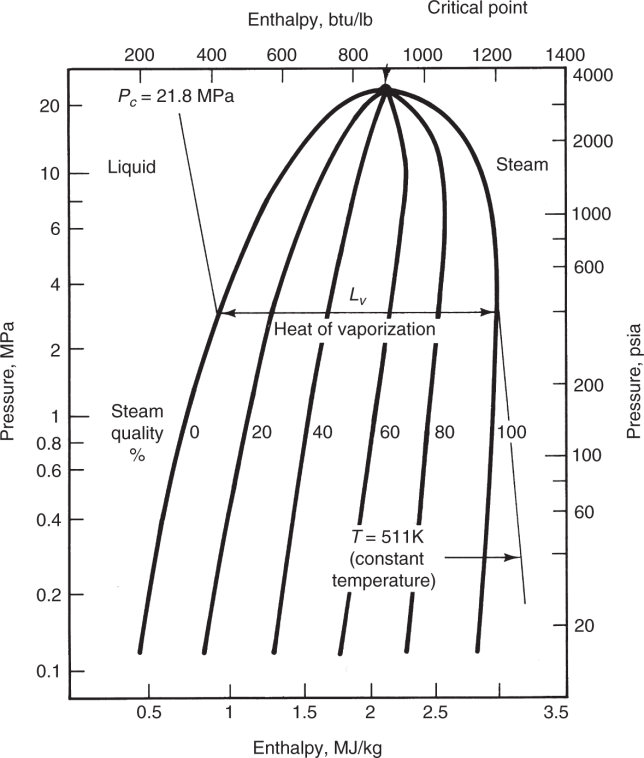 Critical point
Enthalpy, btu/lb
200 400 600 800 1000 1200 1400
P_c = 21.8 MPa
4000
20
2000
Liquid
10
Steam
1000
6
600
4
L_v
Heat of vaporization
2
200
Pressure, MPa
Pressure, psia
1
Steam
quality
%
0 20 40 60 80 100
0.8
100
0.6
60
0.4
T = 511K
(constant
temperature)
0.2
20
0.1
0.5 1 1.5 2 2.5 3.5
Enthalpy, MJ/kg